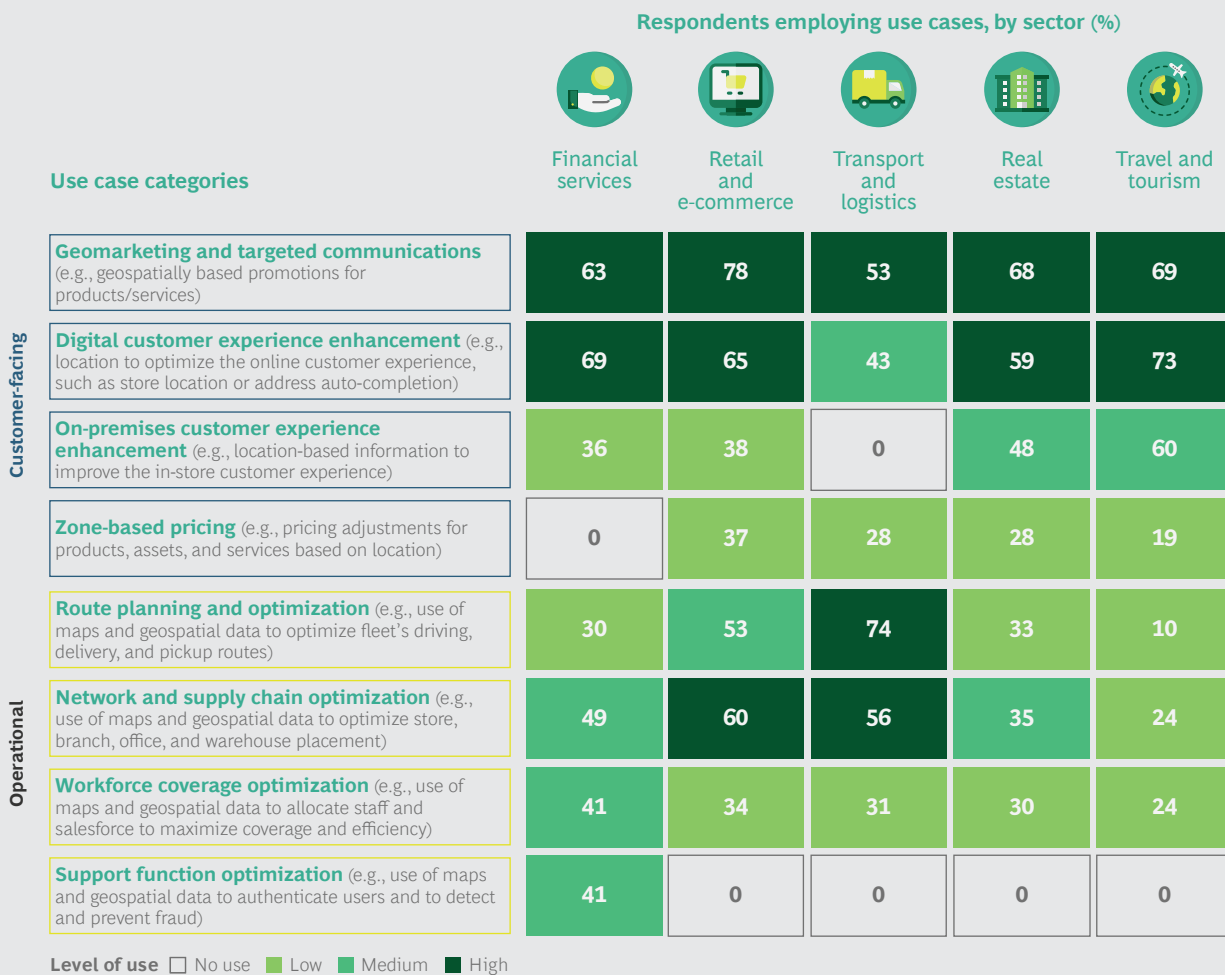 Respondents employing use cases, by sector (%)
Use case categories
Financial
services
Retail
and
e-commerce
Transport
and
logistics
Real
estate
Travel and
tourism
Customer-facing
Geomarketing and targeted communications
(e.g., geospatially based promotions for
products/services)
63 78 53 68 69
Digital customer experience enhancement (e.g.,
location to optimize the online customer experience,
such as store location or address auto-completion)
69 65 43 59 73
On-premises customer experience
enhancement (e.g., location-based information to
improve the in-store customer experience)
36 38 0 48 60
Zone-based pricing (e.g., pricing adjustments for
products, assets, and services based on location)
0 37 28 28 19
Operational
Route planning and optimization (e.g., use of
maps and geospatial data to optimize fleet's driving,
delivery, and pickup routes)
30 53 74 33 10
Network and supply chain optimization (e.g.,
use of maps and geospatial data to optimize store,
branch, office, and warehouse placement)
49 60 56 35 24
Workforce coverage optimization (e.g., use of
maps and geospatial data to allocate staff and
salesforce to maximize coverage and efficiency)
41 34 31 30 24
Support function optimization (e.g., use of maps
and geospatial data to authenticate users and to detect
and prevent fraud)
41 0 0 0 0
Level of use No use Low Medium High